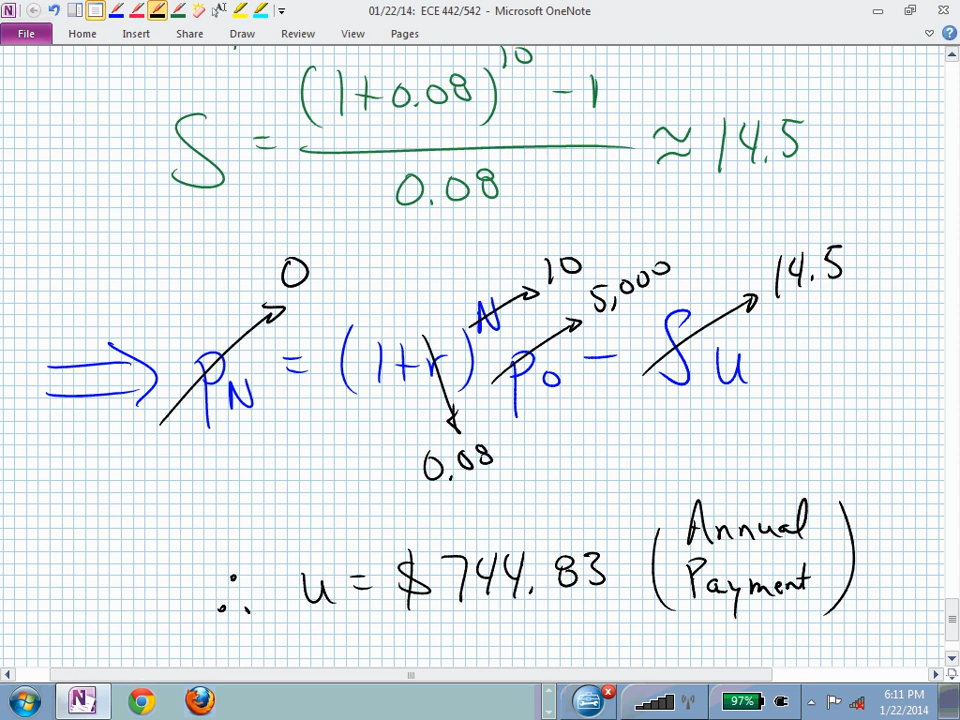 01/22/14: ECE 442/542 - Microsoft OneNote
File Home Insert Share Draw Review View Pages
S = ((1+0.08)^10 - 1) / 0.08 ≈ 14.5
0 10 5,000 14.5
⇒ P_N = (1+r)^N P_0 - S u
0.08
∴ u = $744.83 (Annual Payment)
97% 6:11 PM
1/22/2014